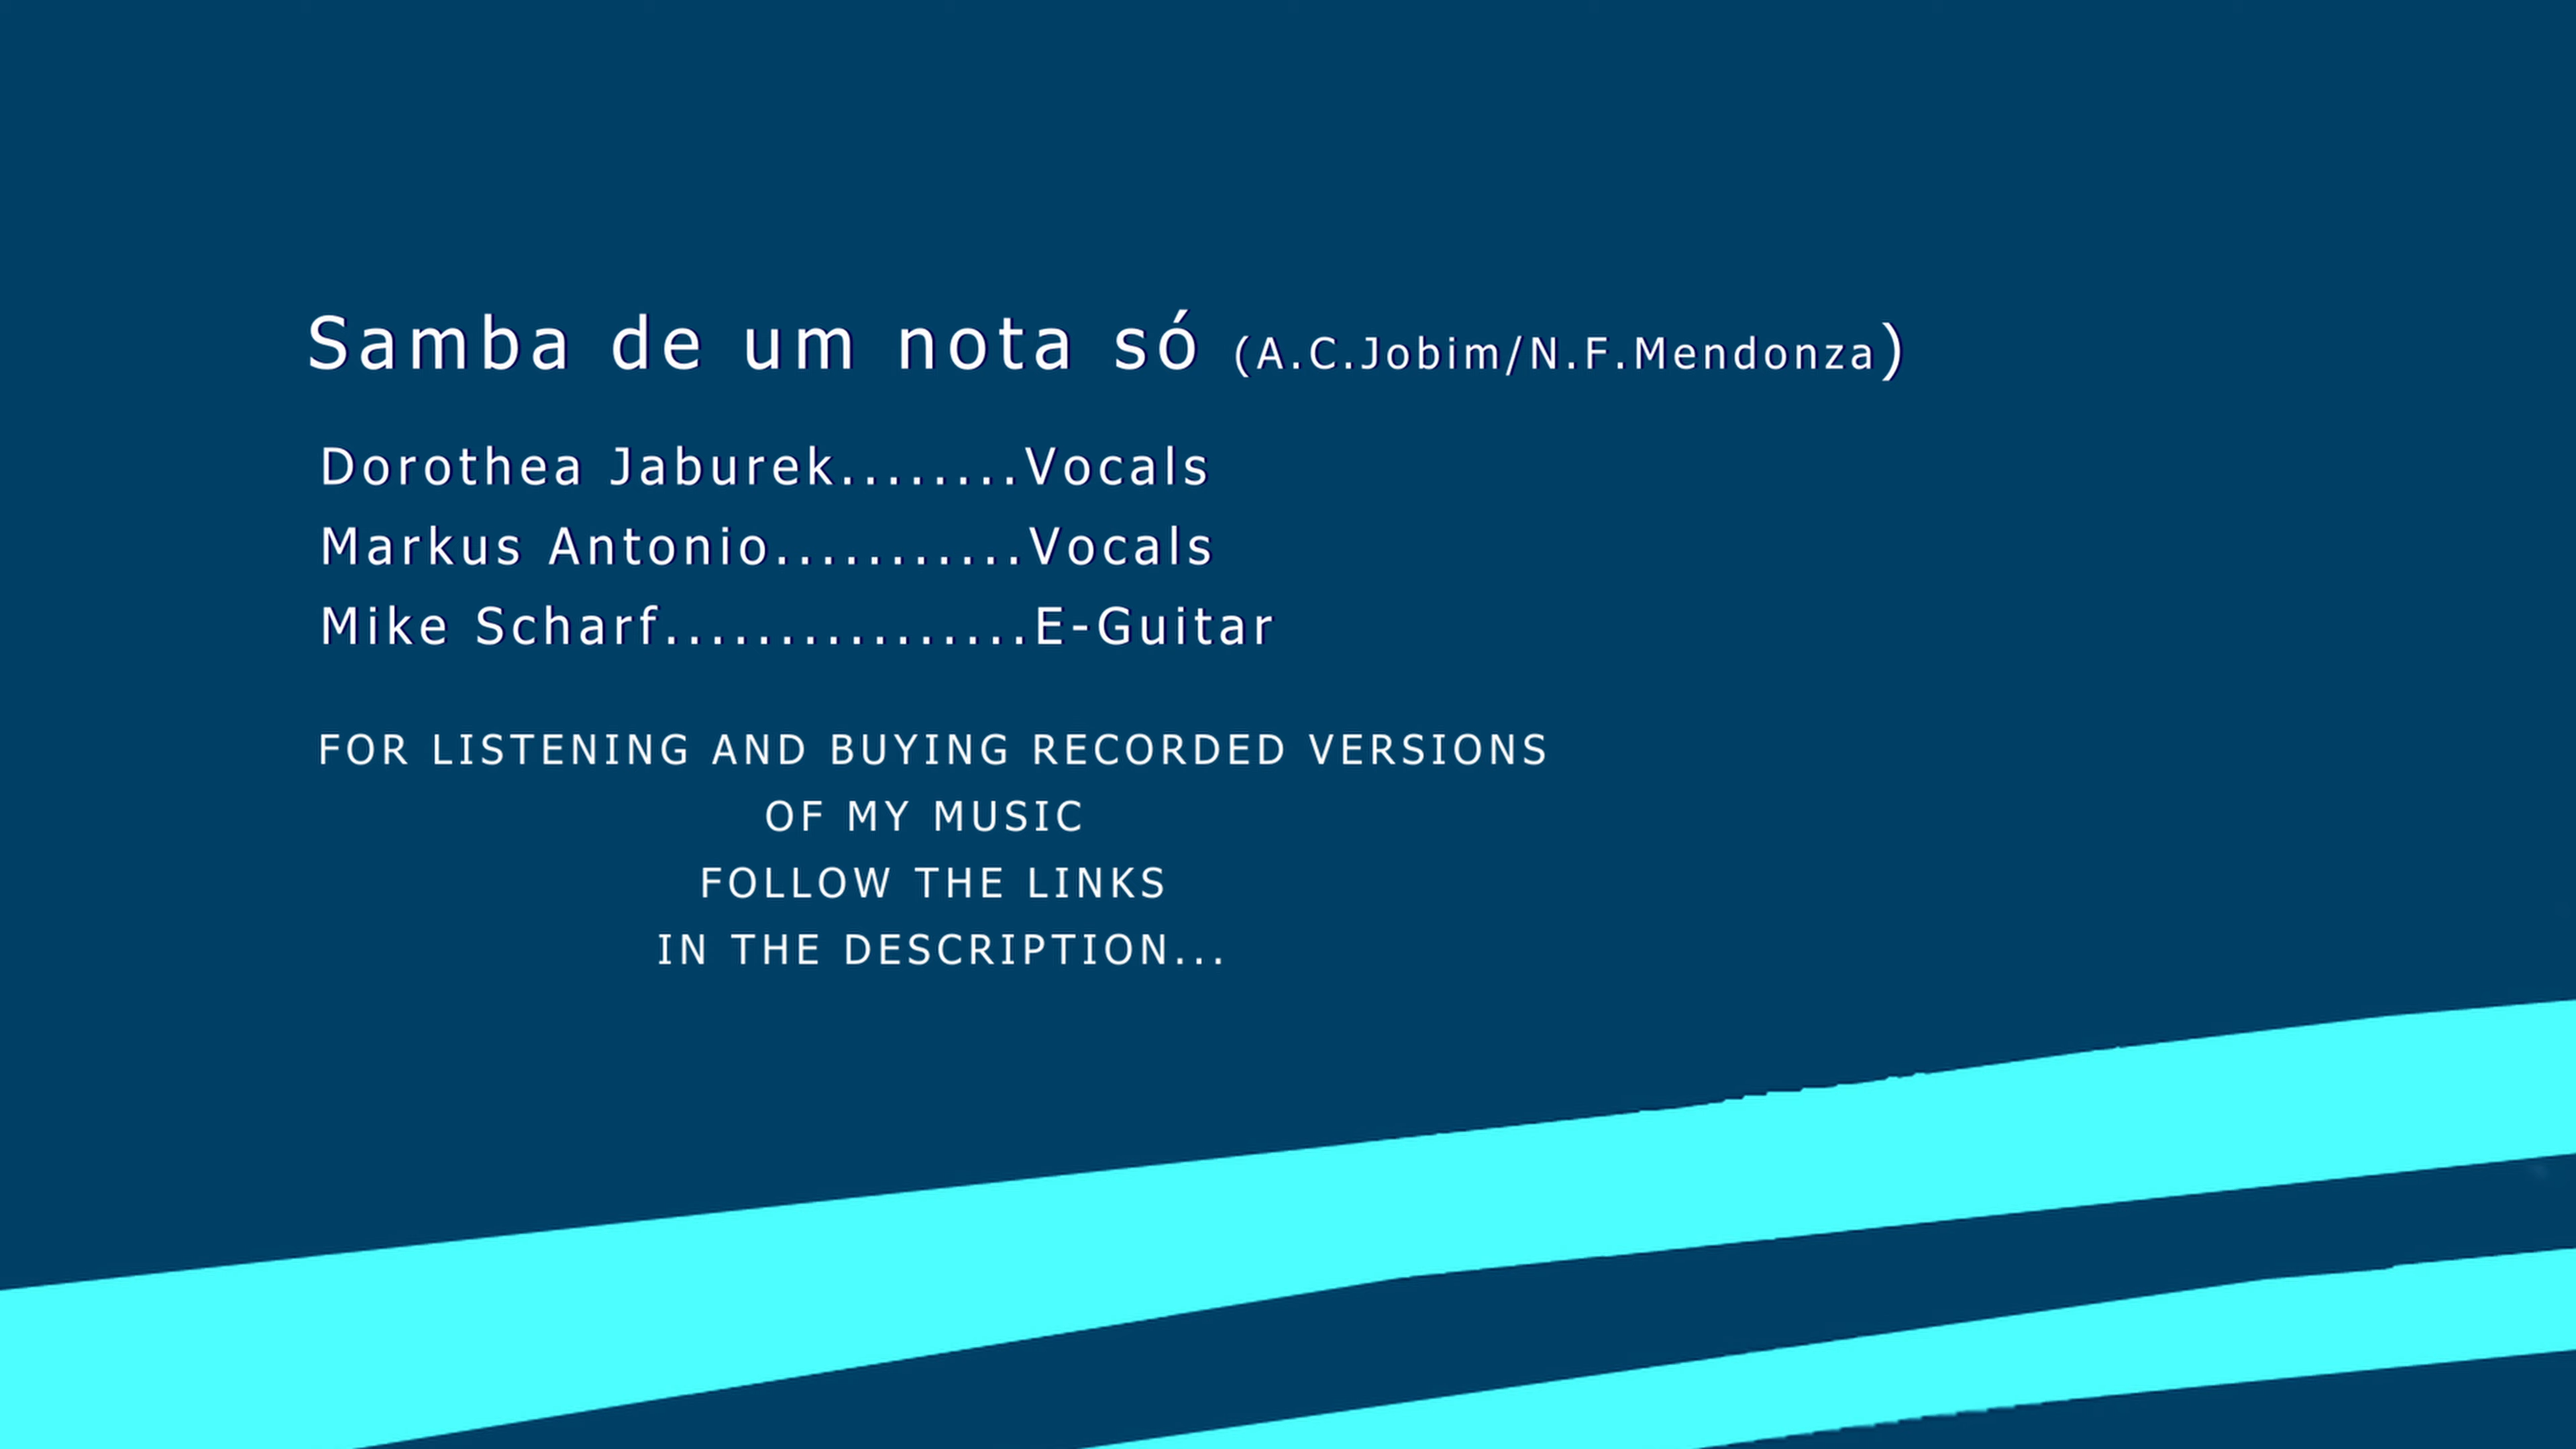 Samba de um nota só (A.C.Jobim/N.F.Mendonza)
Dorothea Jaburek........Vocals
Markus Antonio...........Vocals
Mike Scharf................E-Guitar
FOR LISTENING AND BUYING RECORDED VERSIONS
OF MY MUSIC
FOLLOW THE LINKS
IN THE DESCRIPTION...